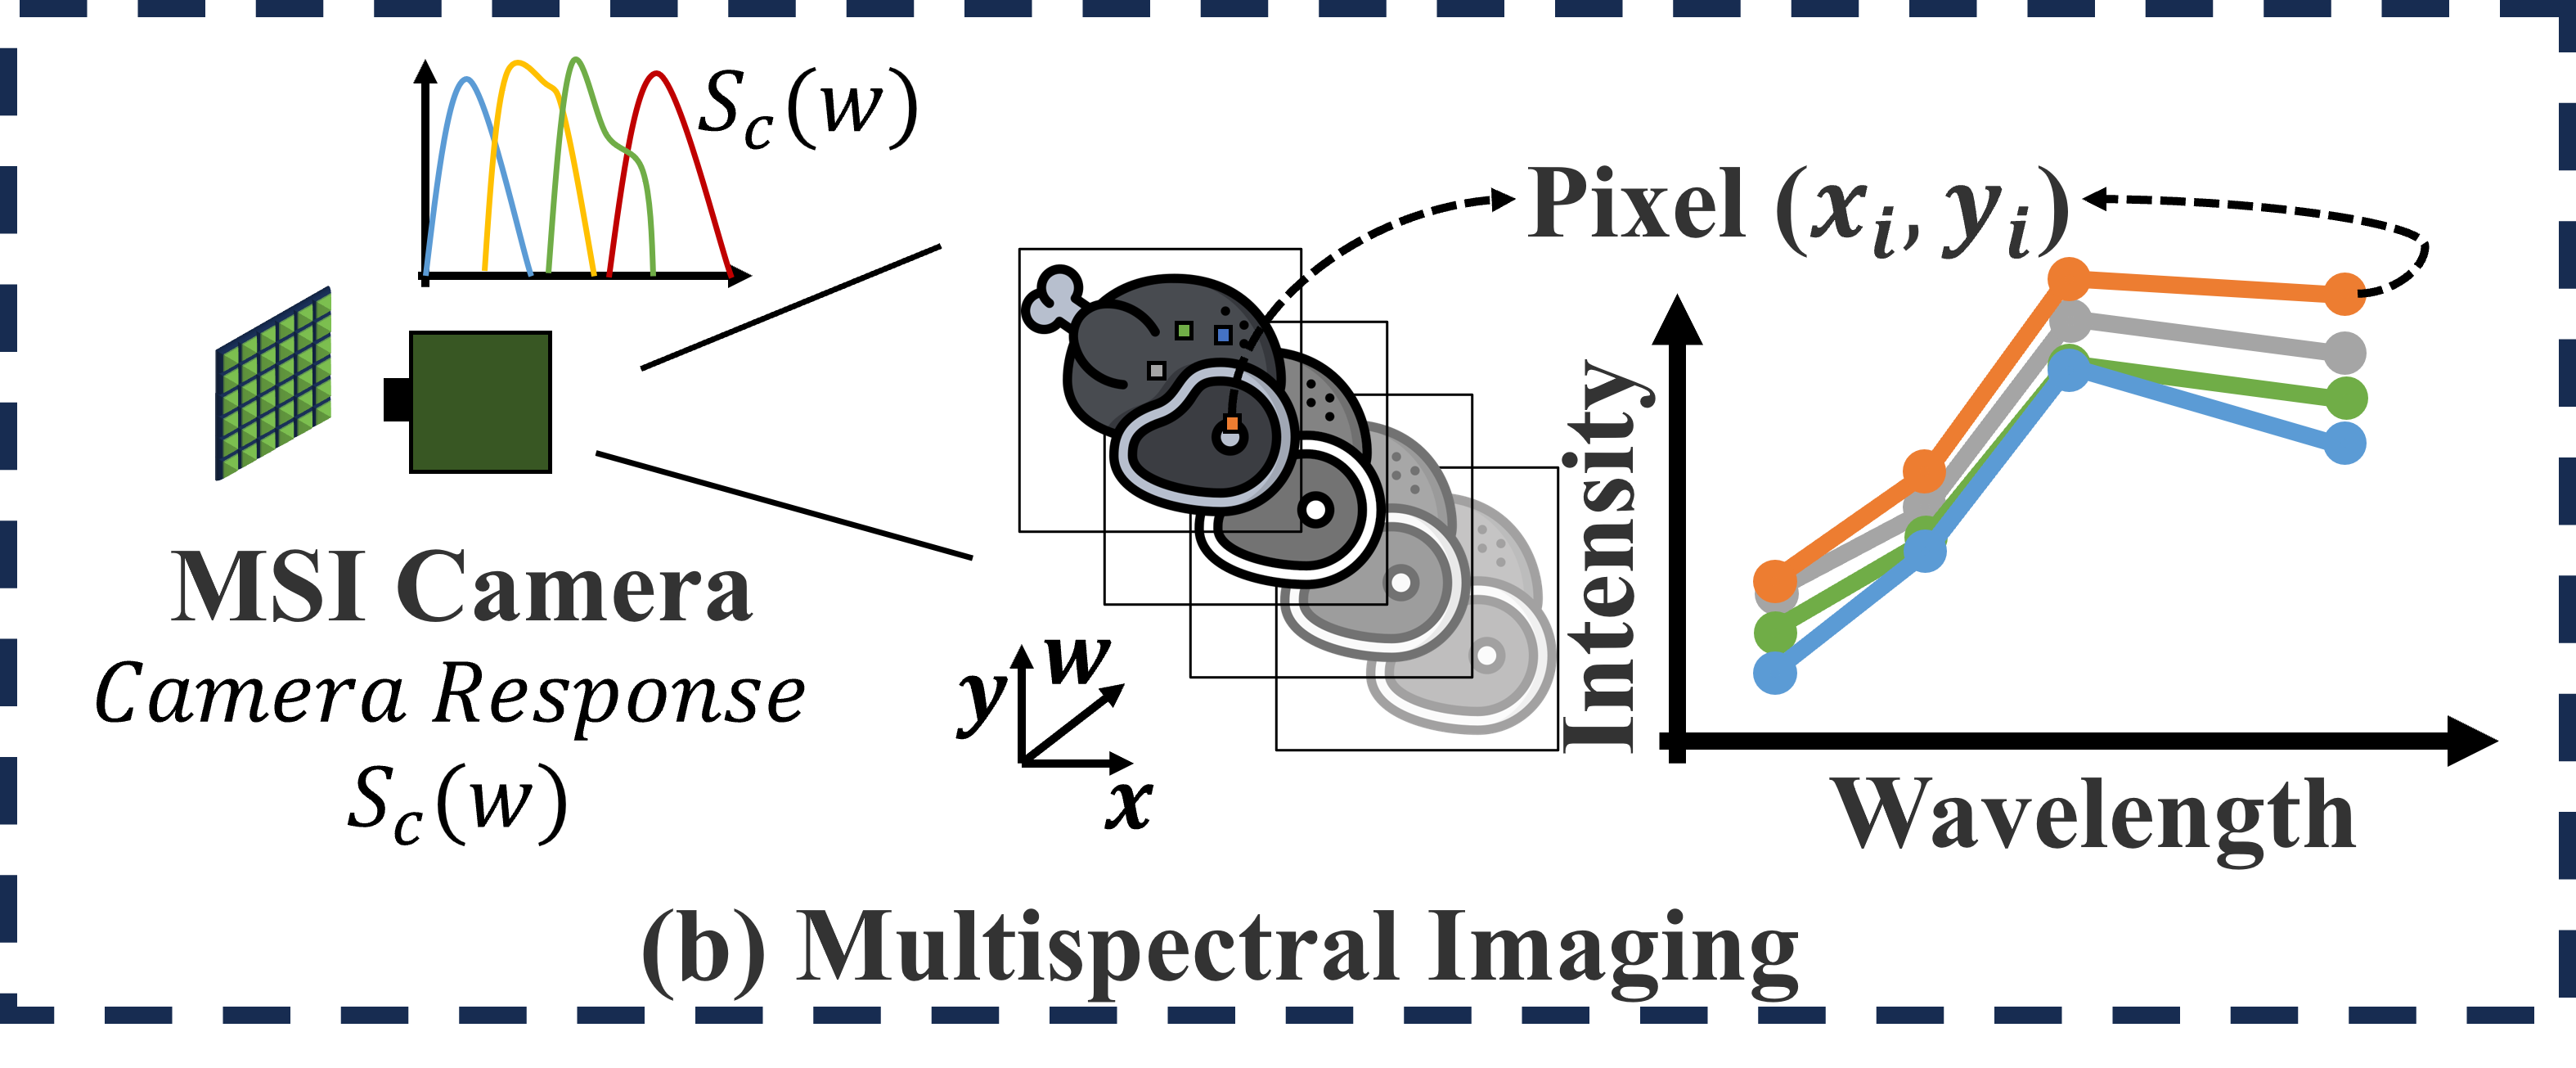 S_c(w)
Pixel (x_i, y_i)
MSI Camera
Camera Response
S_c(w)
y
w
x
Intensity
Wavelength
(b) Multispectral Imaging